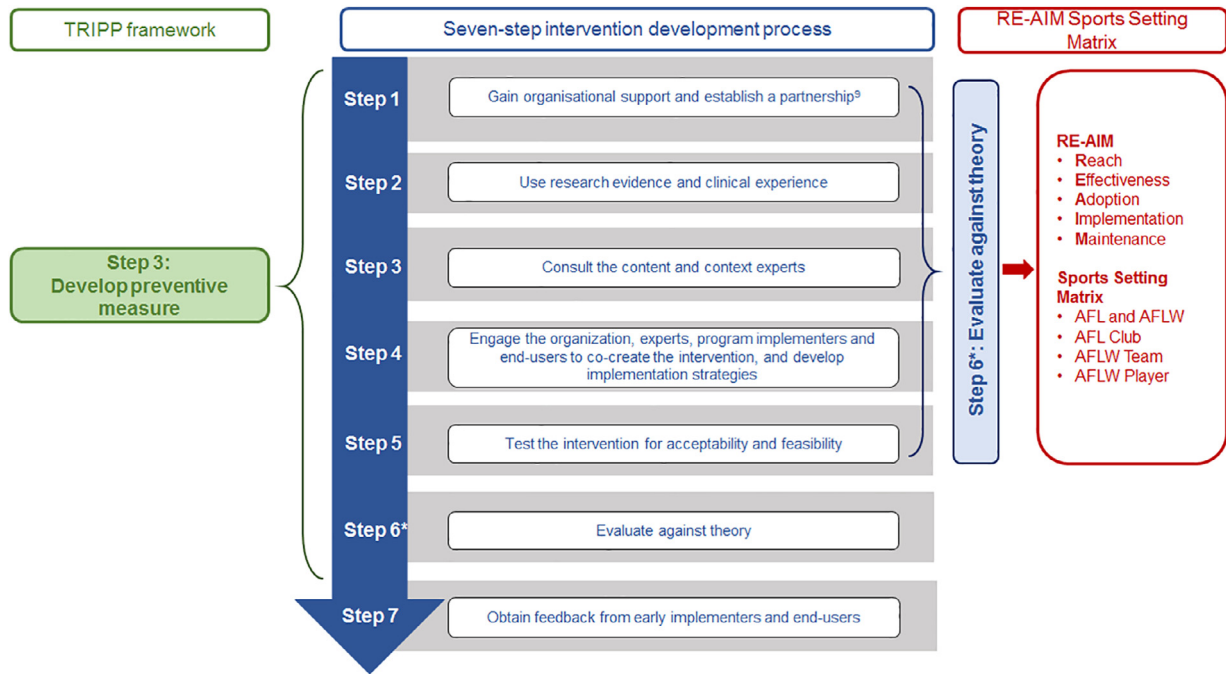 TRIPP framework
Seven-step intervention development process
RE-AIM Sports Setting
Matrix
Step 1
Gain organisational support and establish a partnership⁹
Step 2
Use research evidence and clinical experience
Step 3
Consult the content and context experts
Step 4
Engage the organization, experts, program implementers and
end-users to co-create the intervention, and develop
implementation strategies
Step 5
Test the intervention for acceptability and feasibility
Step 6*
Evaluate against theory
Step 7
Obtain feedback from early implementers and end-users
Step 3:
Develop preventive
measure
Step 6*: Evaluate against theory
RE-AIM
• Reach
• Effectiveness
• Adoption
• Implementation
• Maintenance
Sports Setting
Matrix
• AFL and AFLW
• AFL Club
• AFLW Team
• AFLW Player